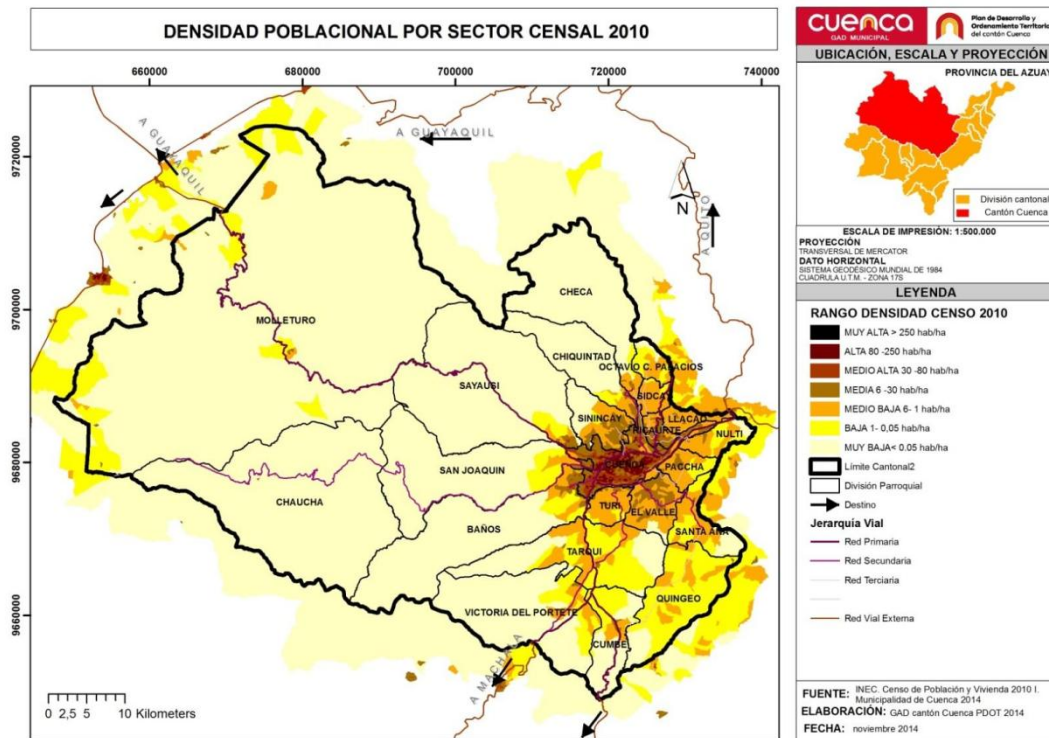 DENSIDAD POBLACIONAL POR SECTOR CENSAL 2010
660000 680000 700000 720000 740000
9720000
9700000
9680000
9660000
A GUAYAQUIL
A GUAYAQUIL
A QUITO
N
CHECA
MOLLETURO
CHIQUINTAD
OCTAVIO C. PALACIOS
SAYAUSI
SIDCAY
SININCAY
LLACAO
RICAURTE
NULTI
CUENCA
PACCHA
SAN JOAQUIN
CHAUCHA
TURI
EL VALLE
BAÑOS
SANTA ANA
TARQUI
QUINGEO
VICTORIA DEL PORTETE
CUMBE
A MACHALA
0 2,5 5 10 Kilometers
cuenca
GAD MUNICIPAL
Plan de Desarrollo y
Ordenamiento Territorial
del cantón Cuenca
UBICACIÓN, ESCALA Y PROYECCIÓN
PROVINCIA DEL AZUAY
División cantonal
Cantón Cuenca
ESCALA DE IMPRESIÓN: 1:500.000
PROYECCIÓN
TRANSVERSAL DE MERCATOR
DATO HORIZONTAL
SISTEMA GEODÉSICO MUNDIAL DE 1984
CUADRULA U.T.M. - ZONA 17S
LEYENDA
RANGO DENSIDAD CENSO 2010
MUY ALTA > 250 hab/ha
ALTA 80 -250 hab/ha
MEDIO ALTA 30 -80 hab/ha
MEDIA 6 -30 hab/ha
MEDIO BAJA 6- 1 hab/ha
BAJA 1- 0,05 hab/ha
MUY BAJA< 0.05 hab/ha
Límite Cantonal2
División Parroquial
Destino
Jerarquía Vial
Red Primaria
Red Secundaria
Red Terciaria
Red Vial Externa
FUENTE: INEC. Censo de Población y Vivienda 2010 I.
Municipalidad de Cuenca 2014
ELABORACIÓN: GAD cantón Cuenca PDOT 2014
FECHA: noviembre 2014